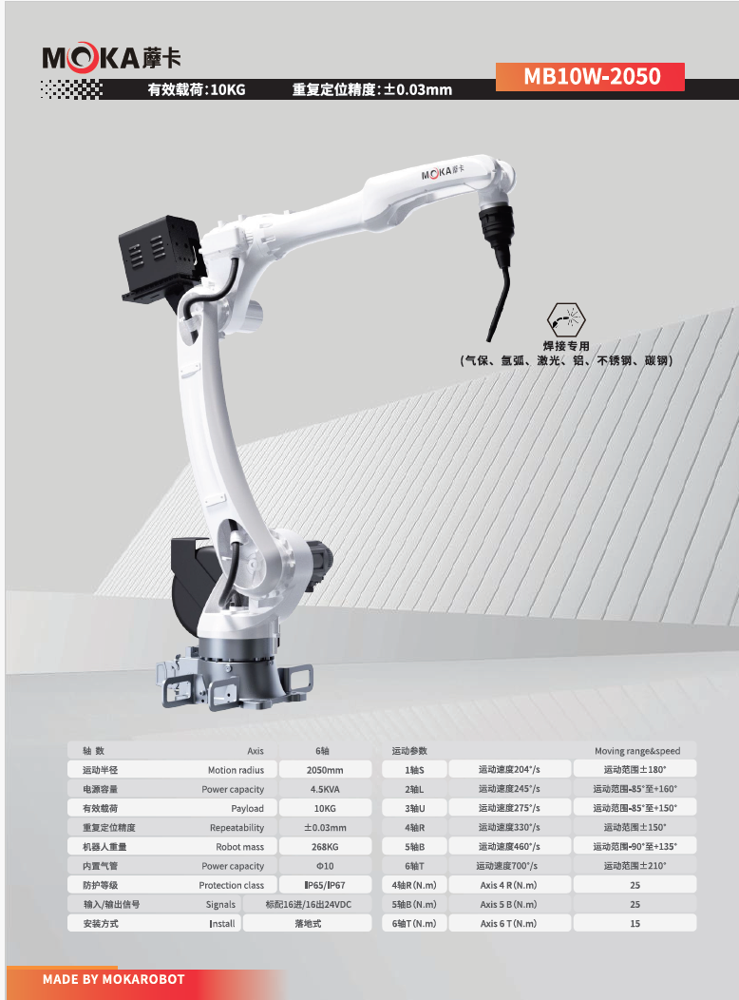 MOKA 摩卡
MB10W-2050
有效载荷：10KG 重复定位精度：±0.03mm
MOKA摩卡
焊接专用
(气保、氩弧、激光、铝、不锈钢、碳钢)
轴 数 Axis 6轴 运动参数 Moving range&speed
运动半径 Motion radius 2050mm 1轴S 运动速度204°/s 运动范围±180°
电源容量 Power capacity 4.5KVA 2轴L 运动速度245°/s 运动范围-85°至+160°
有效载荷 Payload 10KG 3轴U 运动速度275°/s 运动范围-85°至+150°
重复定位精度 Repeatability ±0.03mm 4轴R 运动速度330°/s 运动范围±150°
机器人重量 Robot mass 268KG 5轴B 运动速度460°/s 运动范围-90°至+135°
内置气管 Power capacity Φ10 6轴T 运动速度700°/s 运动范围±210°
防护等级 Protection class IP65/IP67 4轴R(N.m) Axis 4 R(N.m) 25
输入/输出信号 Signals 标配16进/16出24VDC 5轴B(N.m) Axis 5 B(N.m) 25
安装方式 Install 落地式 6轴T(N.m) Axis 6 T(N.m) 15
MADE BY MOKAROBOT